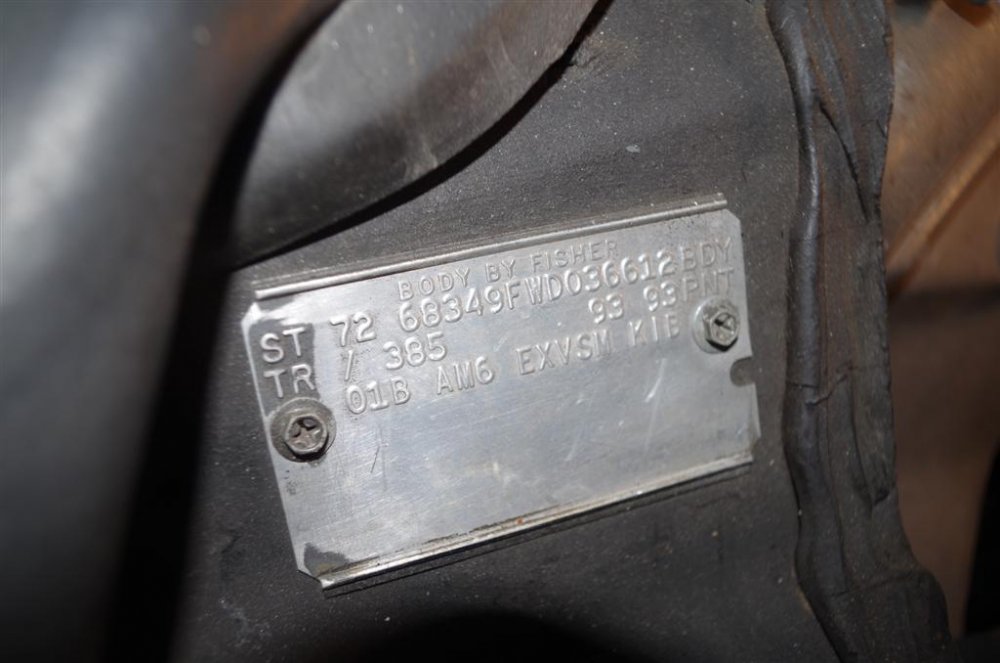 BODY BY FISHER
ST 72 68349FWD036612 BDY
TR / 385 93 93 PNT
01B AM6 EXVSM KIB